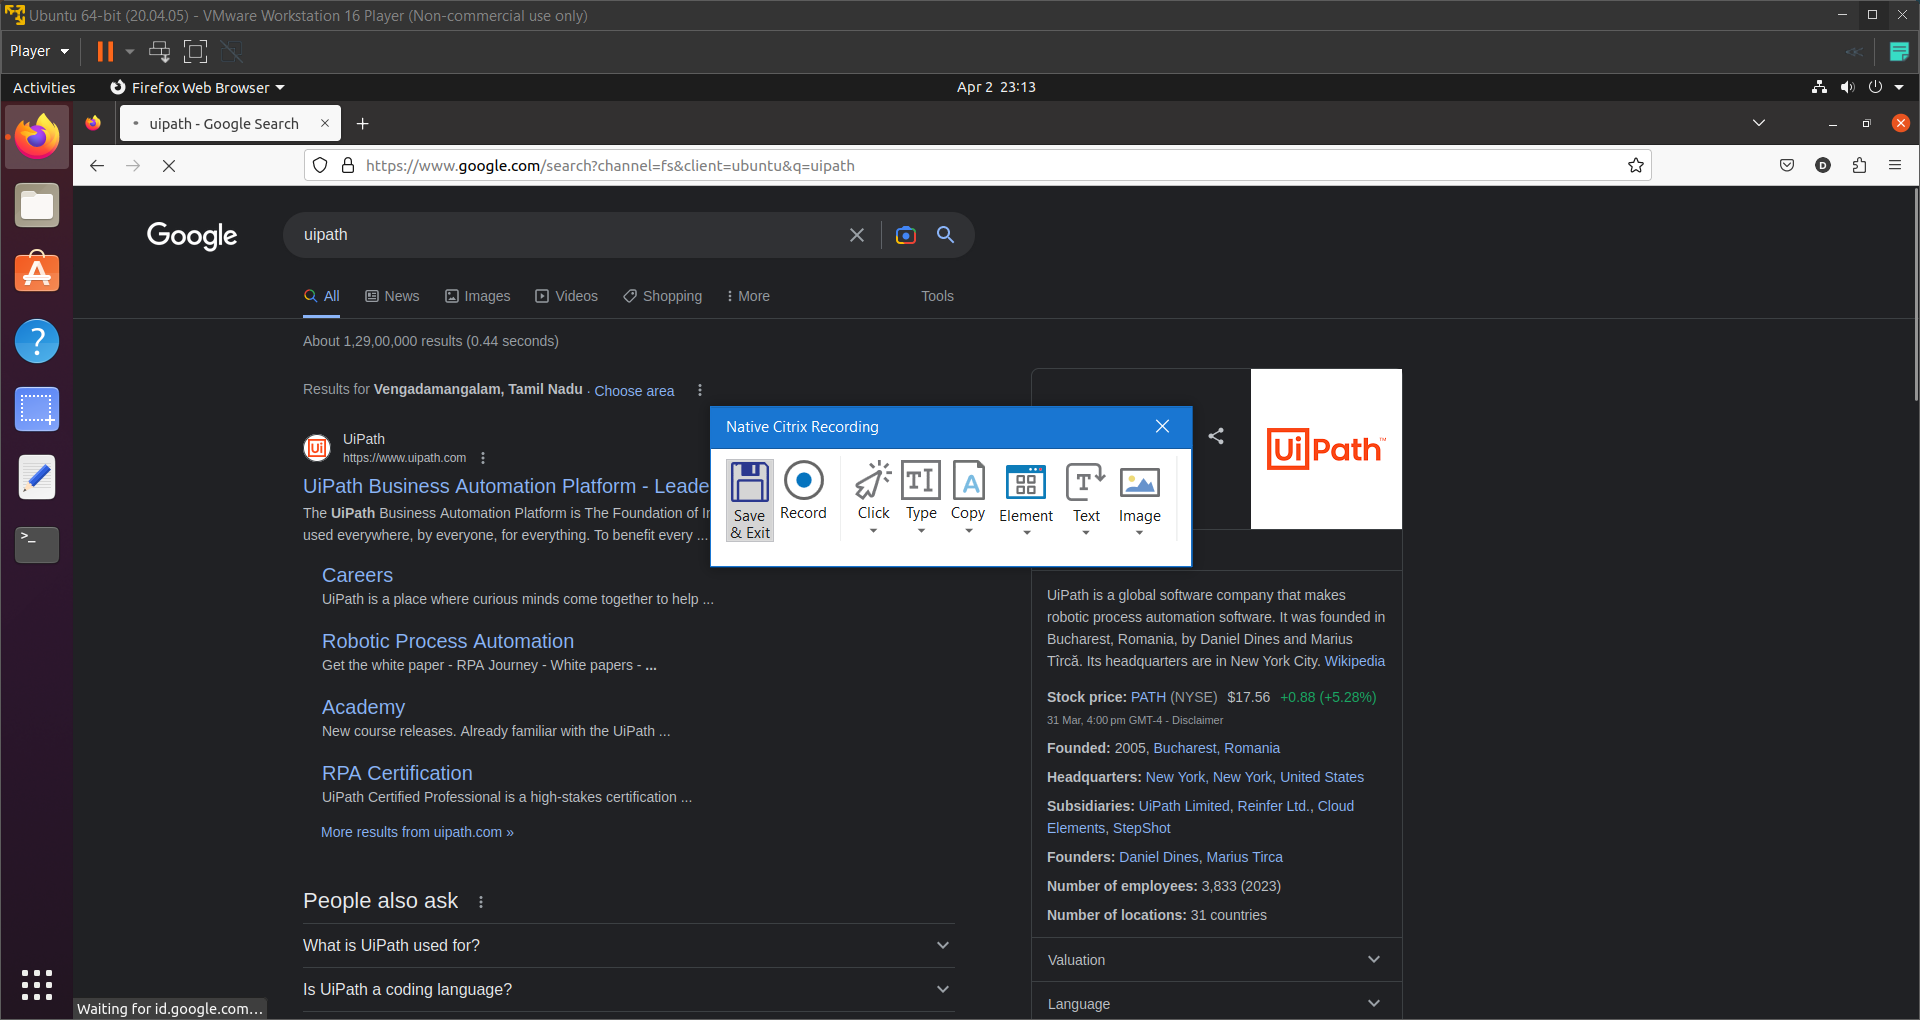 Ubuntu 64-bit (20.04.05) - VMware Workstation 16 Player (Non-commercial use only)
Player
Activities
Firefox Web Browser
Apr 2 23:13
uipath - Google Search
https://www.google.com/search?channel=fs&client=ubuntu&q=uipath
D
Google
uipath
All
News
Images
Videos
Shopping
More
Tools
About 1,29,00,000 results (0.44 seconds)
Results for Vengadamangalam, Tamil Nadu · Choose area
Ui
UiPath
https://www.uipath.com
UiPath Business Automation Platform - Leade
The UiPath Business Automation Platform is The Foundation of
used everywhere, by everyone, for everything. To benefit every ...
Careers
UiPath is a place where curious minds come together to help ...
Robotic Process Automation
Get the white paper - RPA Journey - White papers - ...
Academy
New course releases. Already familiar with the UiPath ...
RPA Certification
UiPath Certified Professional is a high-stakes certification ...
More results from uipath.com »
People also ask
What is UiPath used for?
Is UiPath a coding language?
Waiting for id.google.com...
Native Citrix Recording
Save
& Exit
Record
Click
Type
Copy
Element
Text
Image
UiPath™
UiPath is a global software company that makes
robotic process automation software. It was founded in
Bucharest, Romania, by Daniel Dines and Marius
Tîrcă. Its headquarters are in New York City. Wikipedia
Stock price: PATH (NYSE) $17.56 +0.88 (+5.28%)
31 Mar, 4:00 pm GMT-4 - Disclaimer
Founded: 2005, Bucharest, Romania
Headquarters: New York, New York, United States
Subsidiaries: UiPath Limited, Reinfer Ltd., Cloud
Elements, StepShot
Founders: Daniel Dines, Marius Tirca
Number of employees: 3,833 (2023)
Number of locations: 31 countries
Valuation
Language